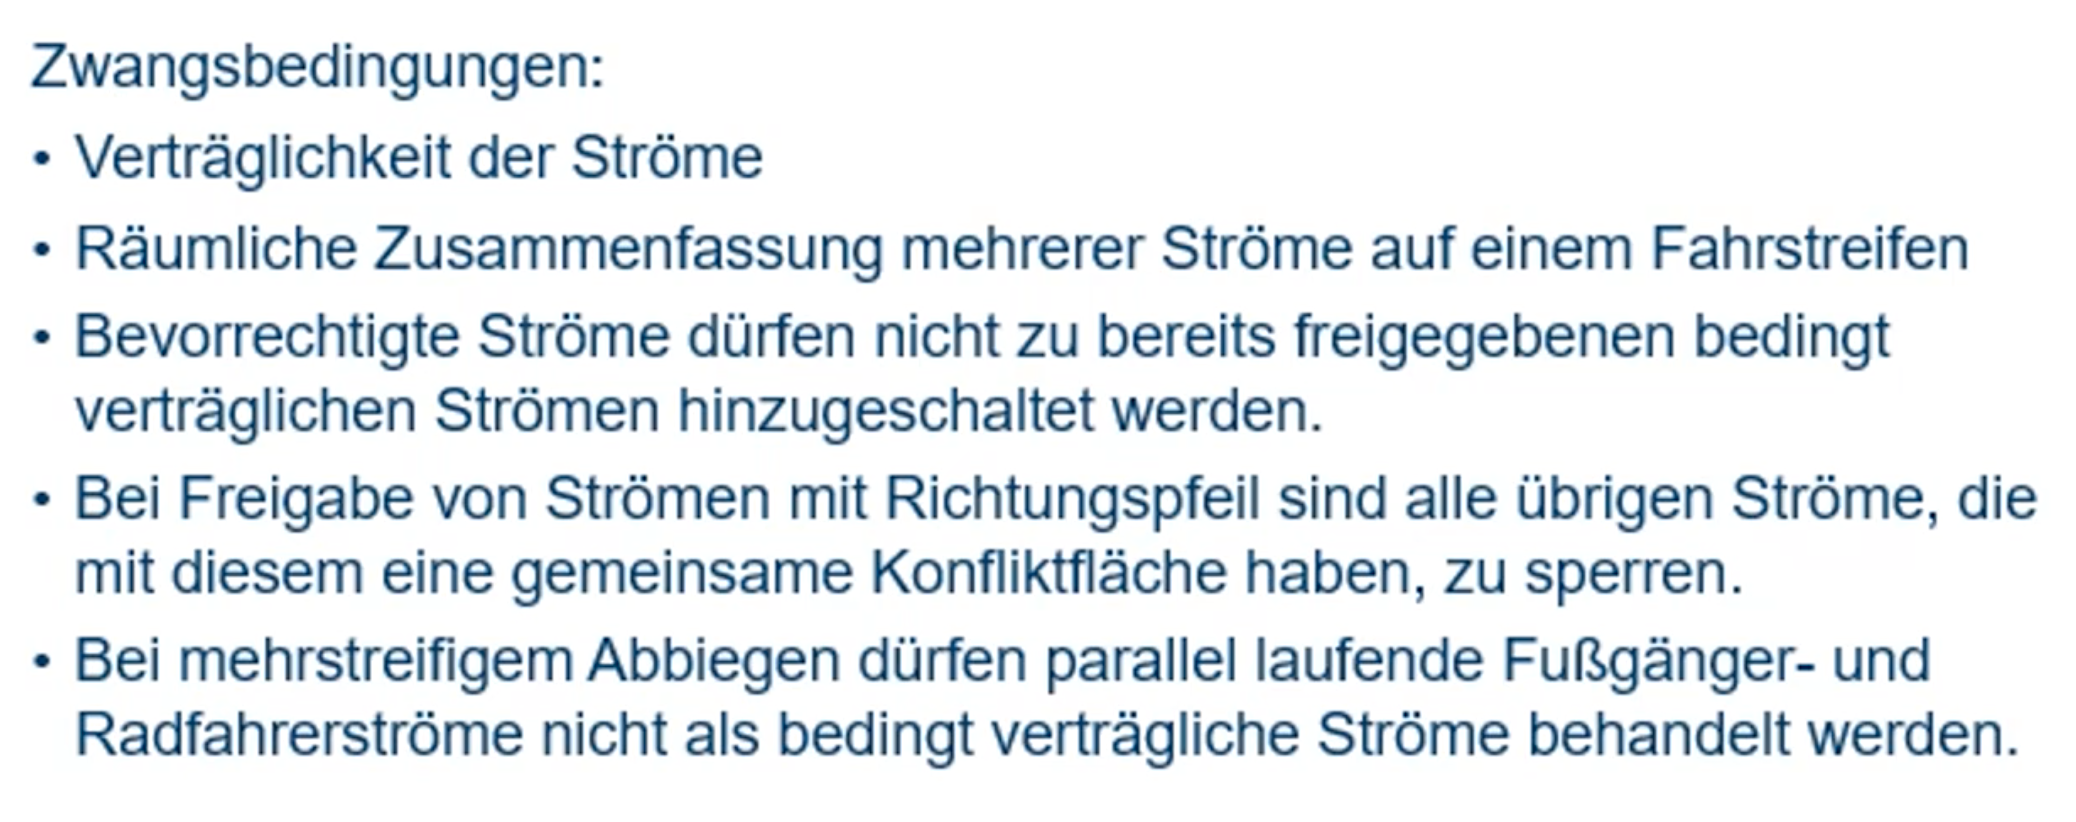 Zwangsbedingungen:
• Verträglichkeit der Ströme
• Räumliche Zusammenfassung mehrerer Ströme auf einem Fahrstreifen
• Bevorrechtigte Ströme dürfen nicht zu bereits freigegebenen bedingt
verträglichen Strömen hinzugeschaltet werden.
• Bei Freigabe von Strömen mit Richtungspfeil sind alle übrigen Ströme, die
mit diesem eine gemeinsame Konfliktfläche haben, zu sperren.
• Bei mehrstreifigem Abbiegen dürfen parallel laufende Fußgänger- und
Radfahrerströme nicht als bedingt verträgliche Ströme behandelt werden.